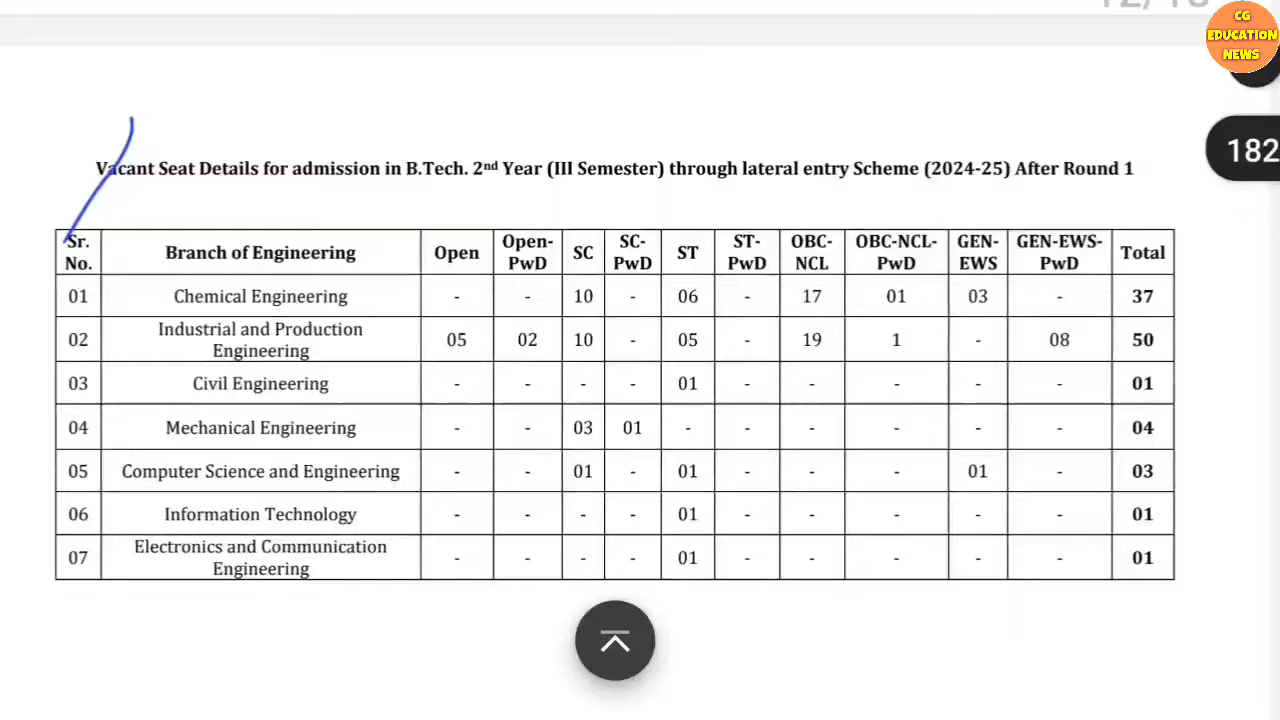 CG
EDUCATION
NEWS
182
Vacant Seat Details for admission in B.Tech. 2nd Year (III Semester) through lateral entry Scheme (2024-25) After Round 1
Sr. No. Branch of Engineering Open Open-PwD SC SC-PwD ST ST-PwD OBC-NCL OBC-NCL-PwD GEN-EWS GEN-EWS-PwD Total
01 Chemical Engineering - - 10 - 06 - 17 01 03 - 37
02 Industrial and Production Engineering 05 02 10 - 05 - 19 1 - 08 50
03 Civil Engineering - - - - 01 - - - - - 01
04 Mechanical Engineering - - 03 01 - - - - - - 04
05 Computer Science and Engineering - - 01 - 01 - - - 01 - 03
06 Information Technology - - - - 01 - - - - - 01
07 Electronics and Communication Engineering - - - - 01 - - - - - 01